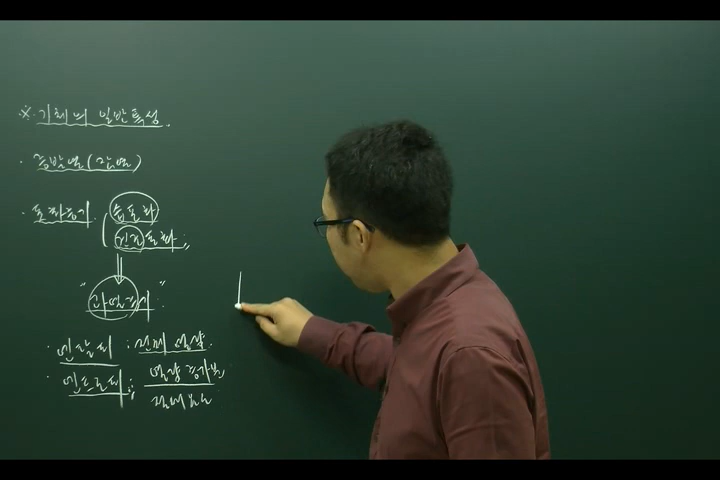 ※. 기체의 일반특성.
· 증발열(잠열)
· 포화증기. 습포화
건조포화
"과열증기"
· 엔탈피 : 전체 열량.
· 엔트로피 ; 열량 증가분
절대온도